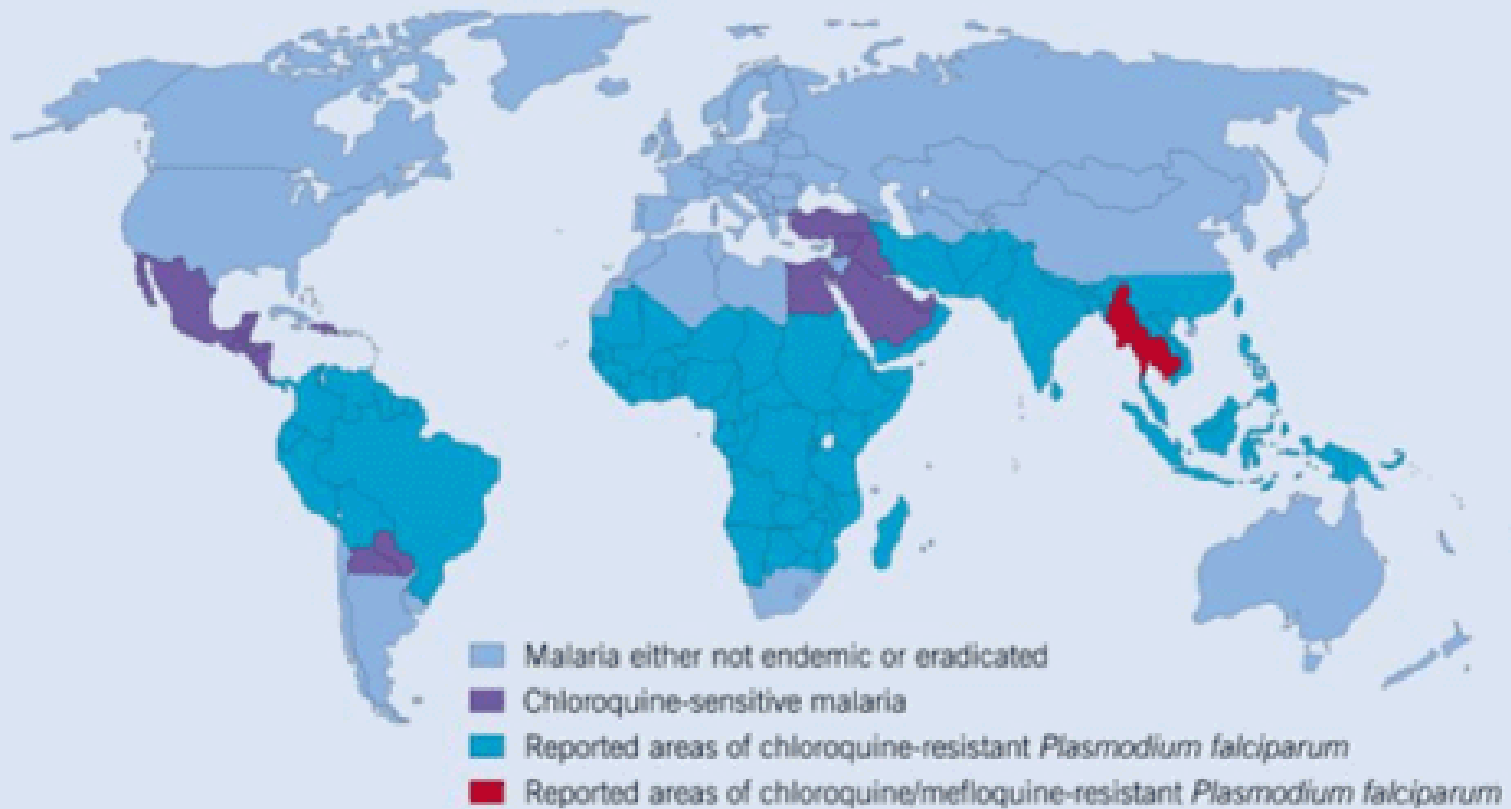 Malaria either not endemic or eradicated
Chloroquine-sensitive malaria
Reported areas of chloroquine-resistant Plasmodium falciparum
Reported areas of chloroquine/mefloquine-resistant Plasmodium falciparum